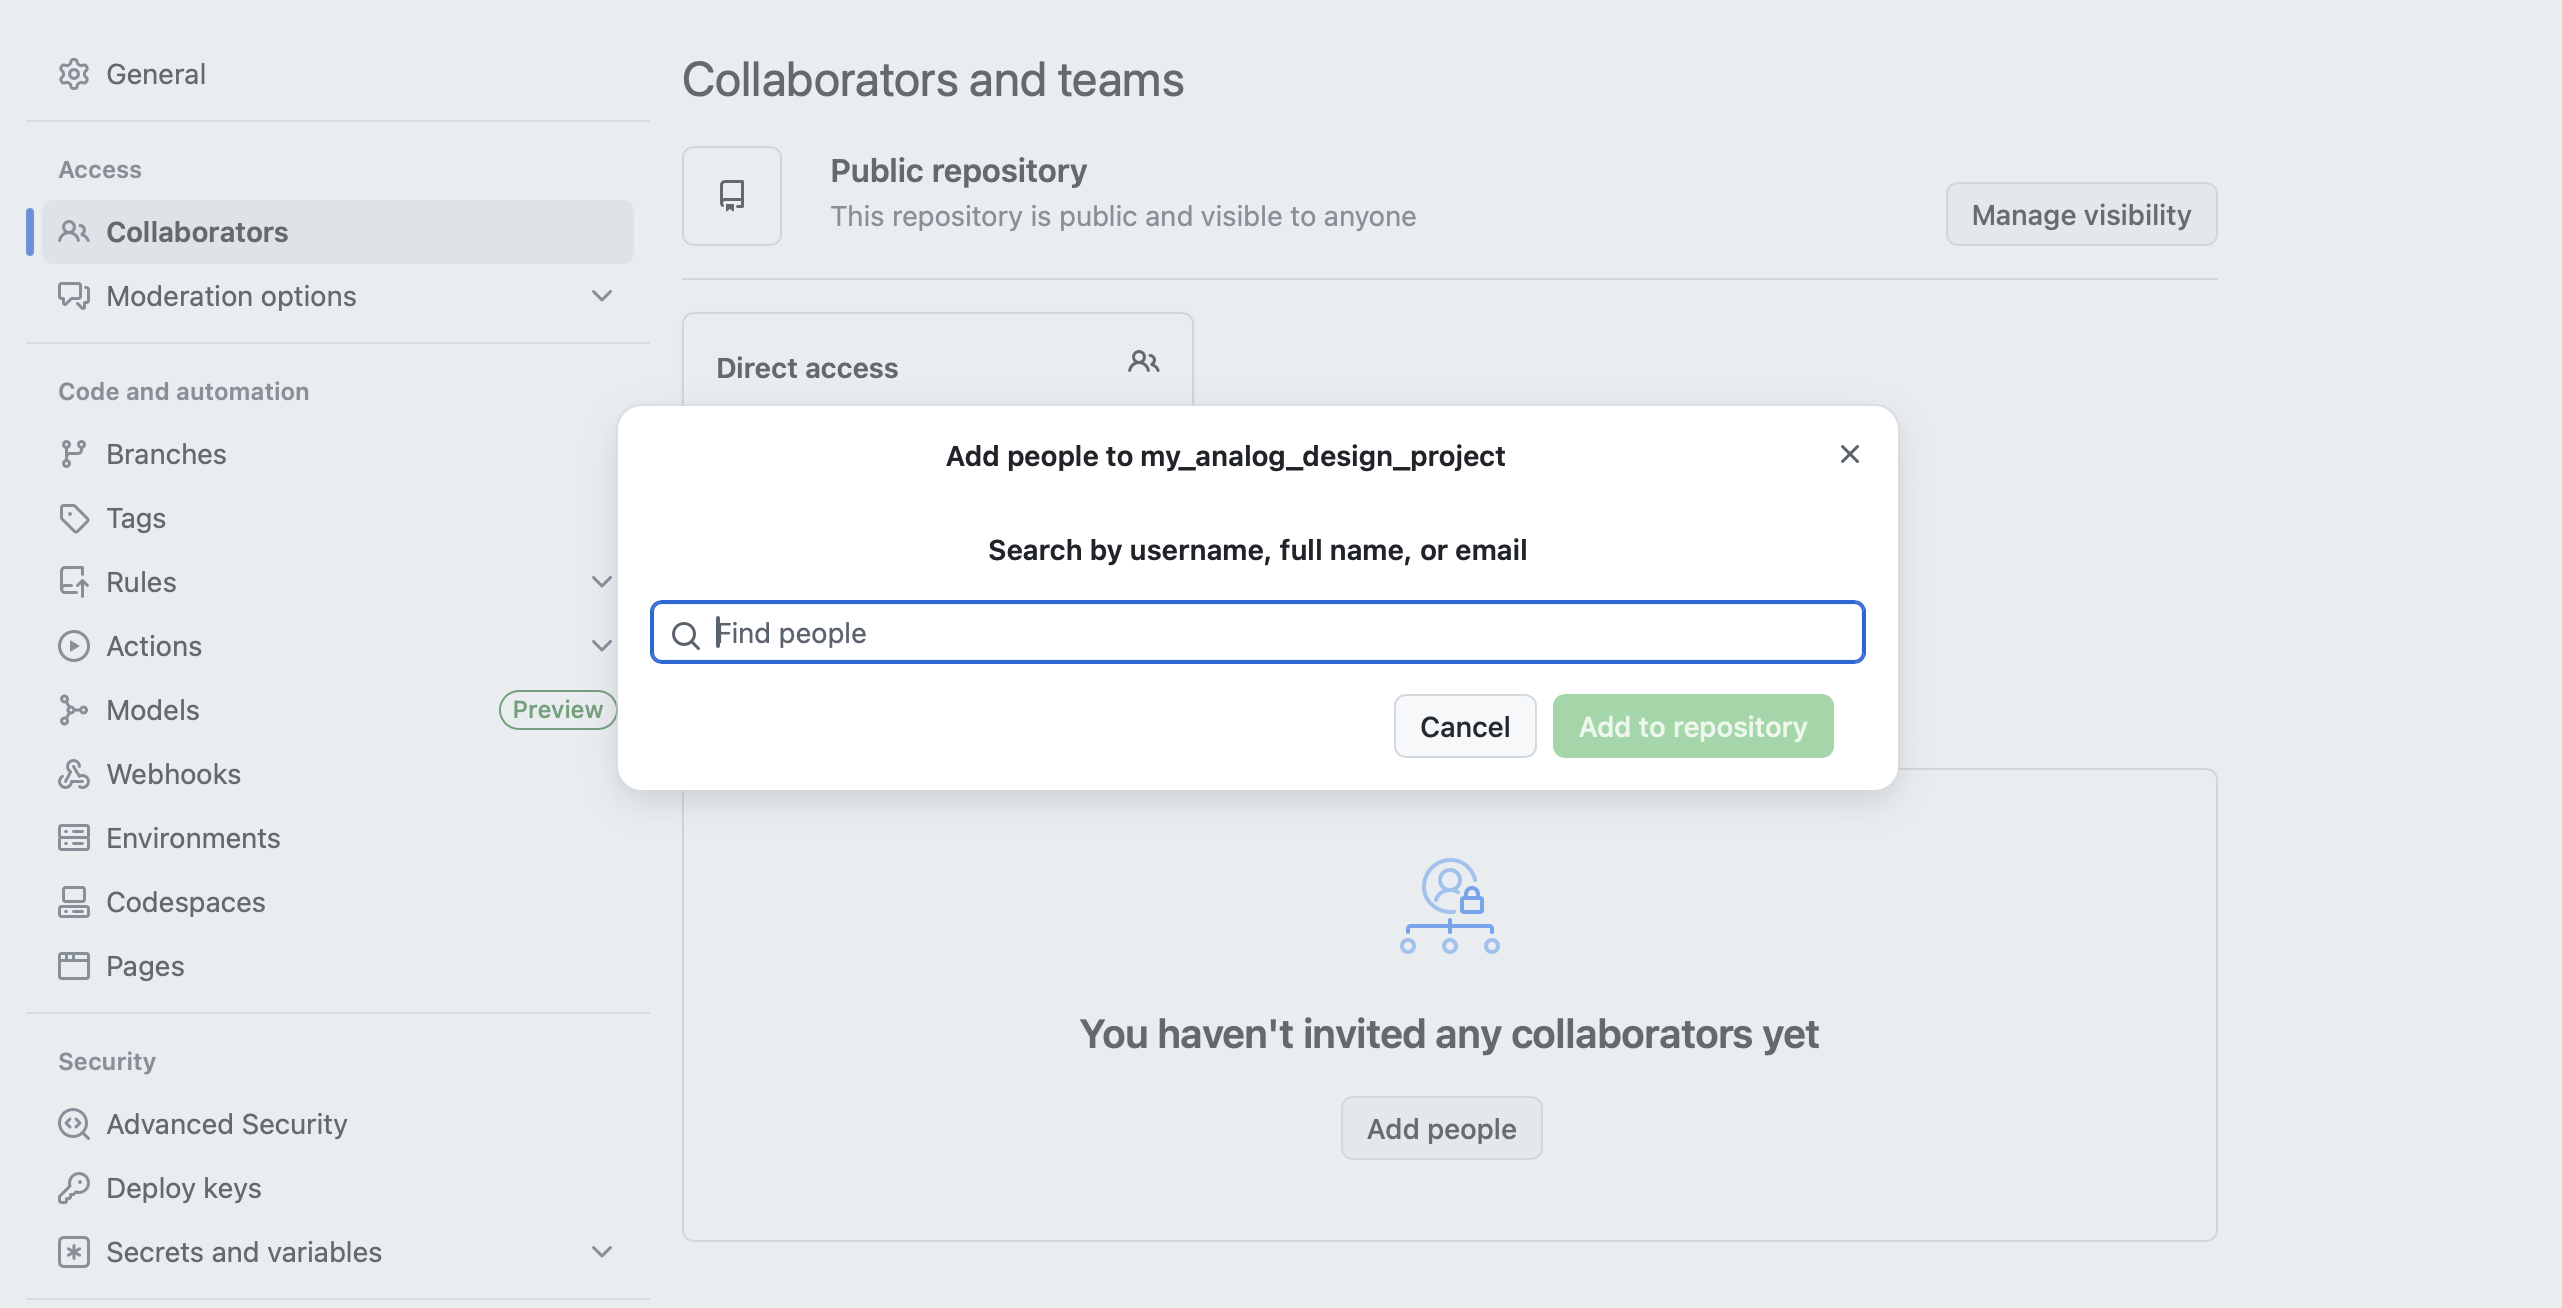 General
Access
Collaborators
Moderation options
Code and automation
Branches
Tags
Rules
Actions
Models
Preview
Webhooks
Environments
Codespaces
Pages
Security
Advanced Security
Deploy keys
Secrets and variables
Collaborators and teams
Public repository
This repository is public and visible to anyone
Manage visibility
Direct access
Add people to my_analog_design_project
Search by username, full name, or email
Find people
Cancel
Add to repository
You haven't invited any collaborators yet
Add people